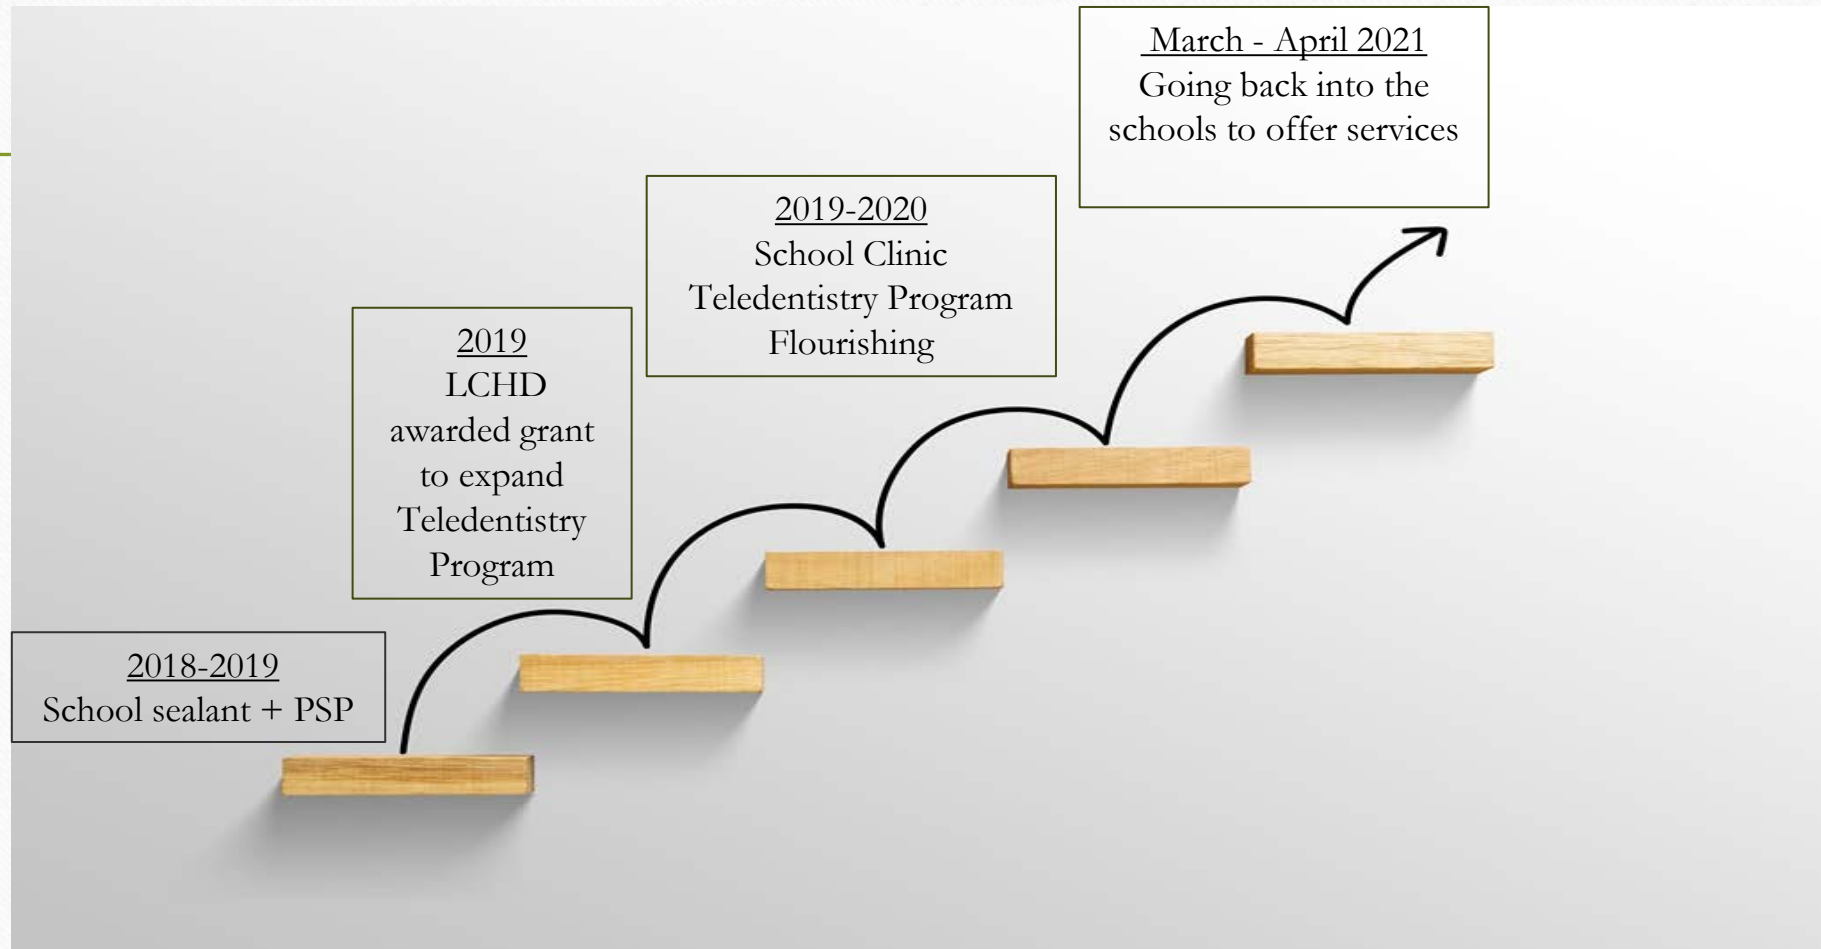 2018-2019
School sealant + PSP
2019
LCHD
awarded grant
to expand
Teledentistry
Program
2019-2020
School Clinic
Teledentistry Program
Flourishing
March - April 2021
Going back into the
schools to offer services